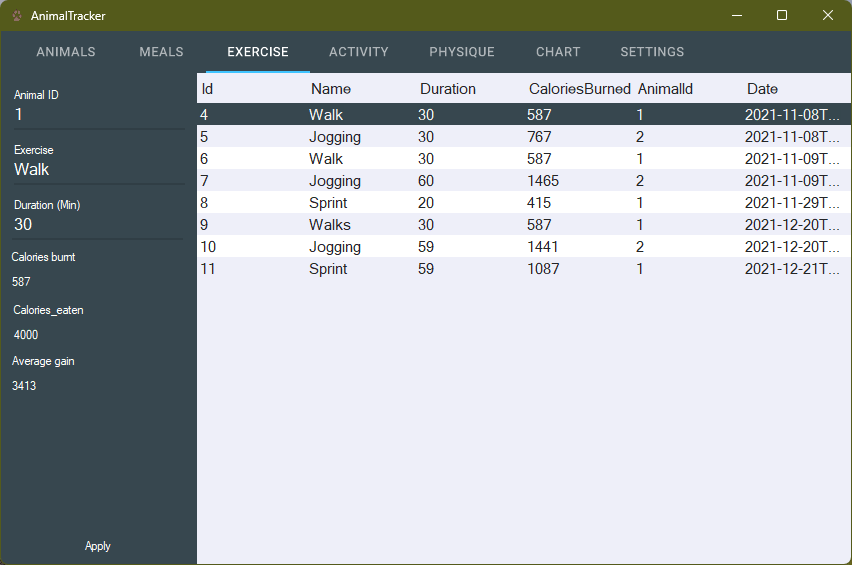 AnimalTracker
ANIMALS MEALS EXERCISE ACTIVITY PHYSIQUE CHART SETTINGS
Animal ID
1
Exercise
Walk
Duration (Min)
30
Calories burnt
587
Calories_eaten
4000
Average gain
3413
Apply
Id Name Duration CaloriesBurned AnimalId Date
4 Walk 30 587 1 2021-11-08T...
5 Jogging 30 767 2 2021-11-08T...
6 Walk 30 587 1 2021-11-09T...
7 Jogging 60 1465 2 2021-11-09T...
8 Sprint 20 415 1 2021-11-29T...
9 Walks 30 587 1 2021-12-20T...
10 Jogging 59 1441 2 2021-12-20T...
11 Sprint 59 1087 1 2021-12-21T...